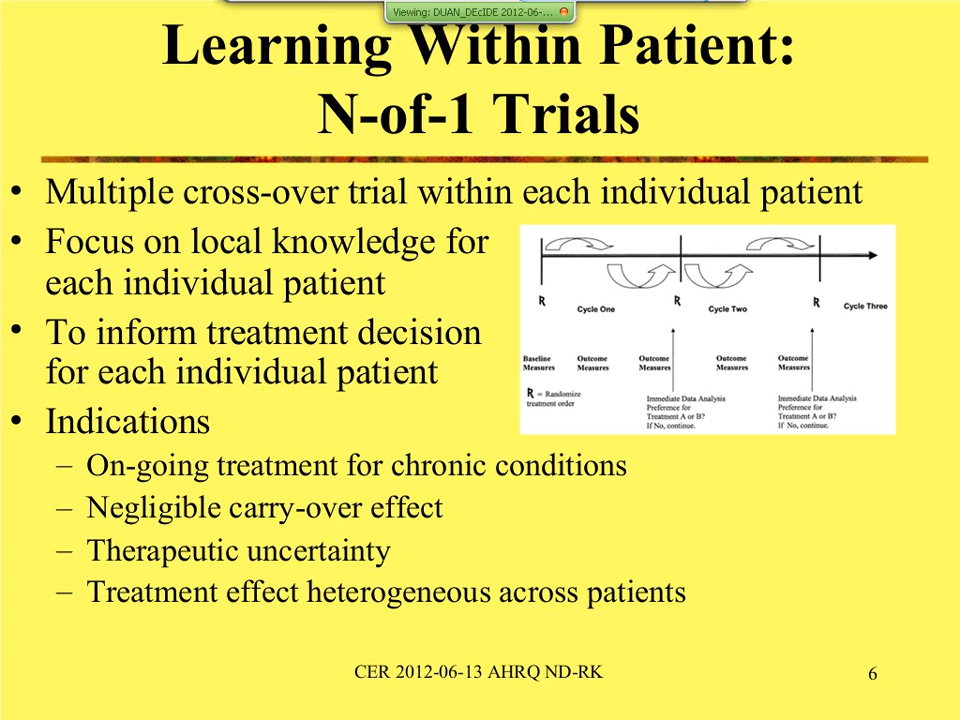 Viewing: DUAN_DEcIDE 2012-06-...
Learning Within Patient:
N-of-1 Trials
• Multiple cross-over trial within each individual patient
• Focus on local knowledge for
each individual patient
• To inform treatment decision
for each individual patient
• Indications
– On-going treatment for chronic conditions
– Negligible carry-over effect
– Therapeutic uncertainty
– Treatment effect heterogeneous across patients
R R R
Cycle One Cycle Two Cycle Three
Baseline Outcome Outcome Outcome Outcome
Measures Measures Measures Measures Measures
R = Randomize
treatment order
Immediate Data Analysis
Preference for
Treatment A or B?
If No, continue.
Immediate Data Analysis
Preference for
Treatment A or B?
If No, continue.
CER 2012-06-13 AHRQ ND-RK
6